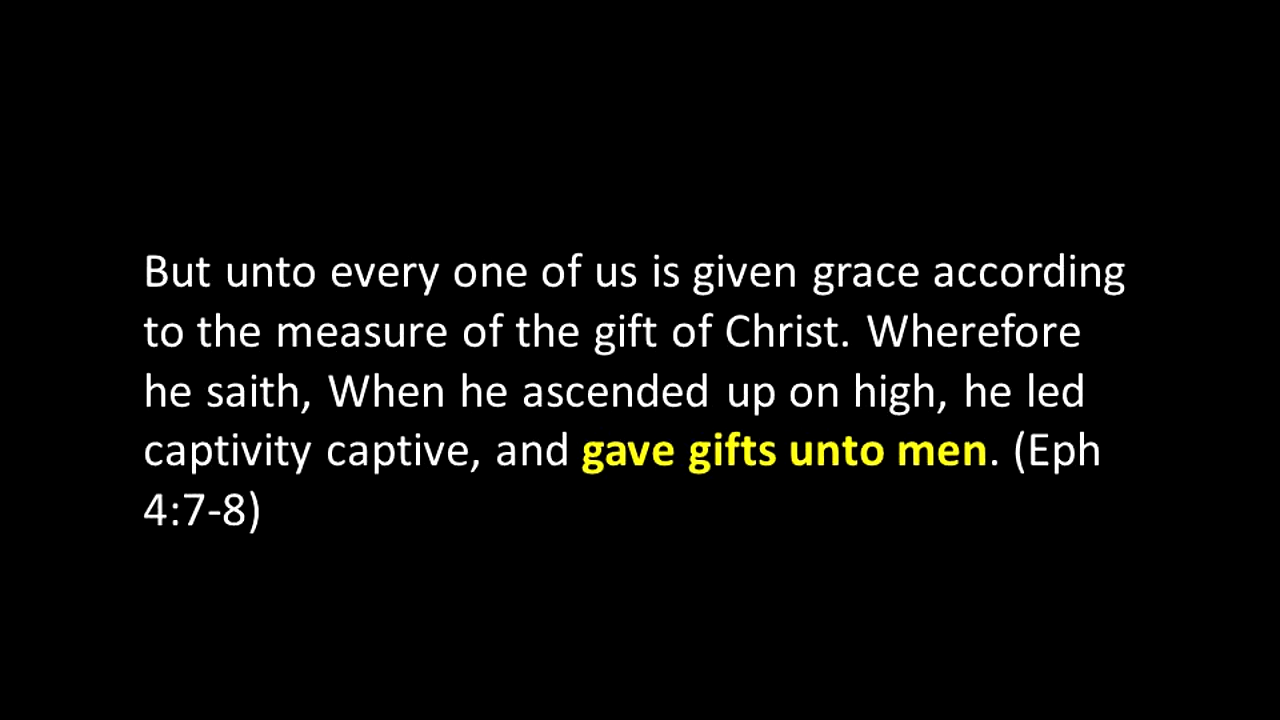 But unto every one of us is given grace according
to the measure of the gift of Christ. Wherefore
he saith, When he ascended up on high, he led
captivity captive, and gave gifts unto men. (Eph
4:7-8)